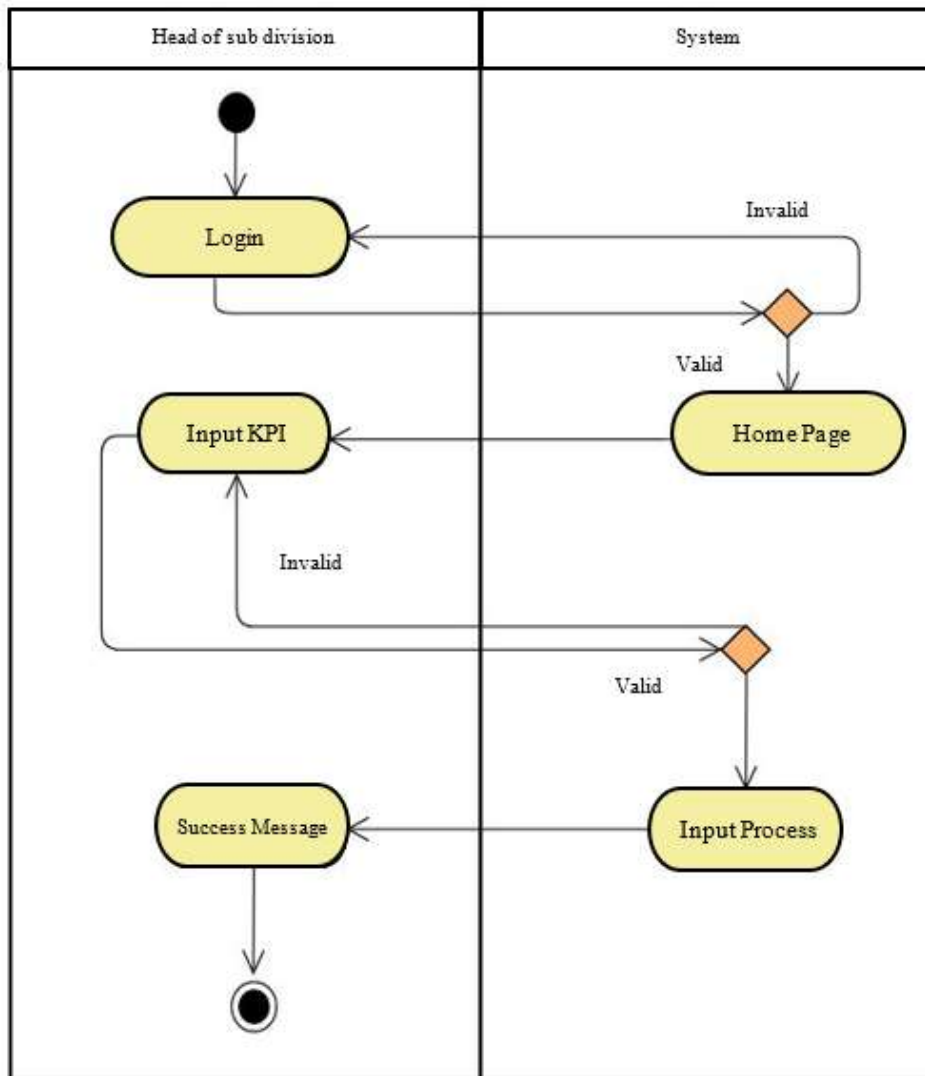 Head of sub division
System
Invalid
Login
Valid
Input KPI
Home Page
Invalid
Valid
Success Message
Input Process